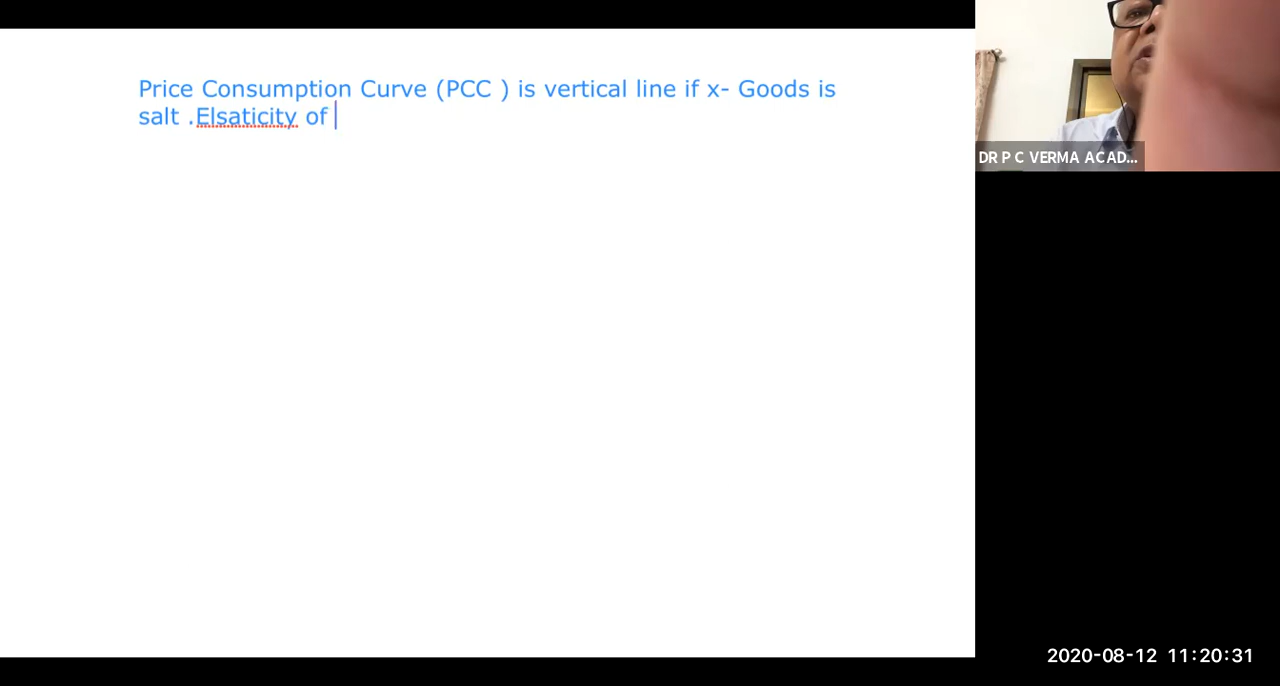 Price Consumption Curve (PCC ) is vertical line if x- Goods is
salt .Elsaticity of
DR P C VERMA ACAD...
2020-08-12 11:20:31